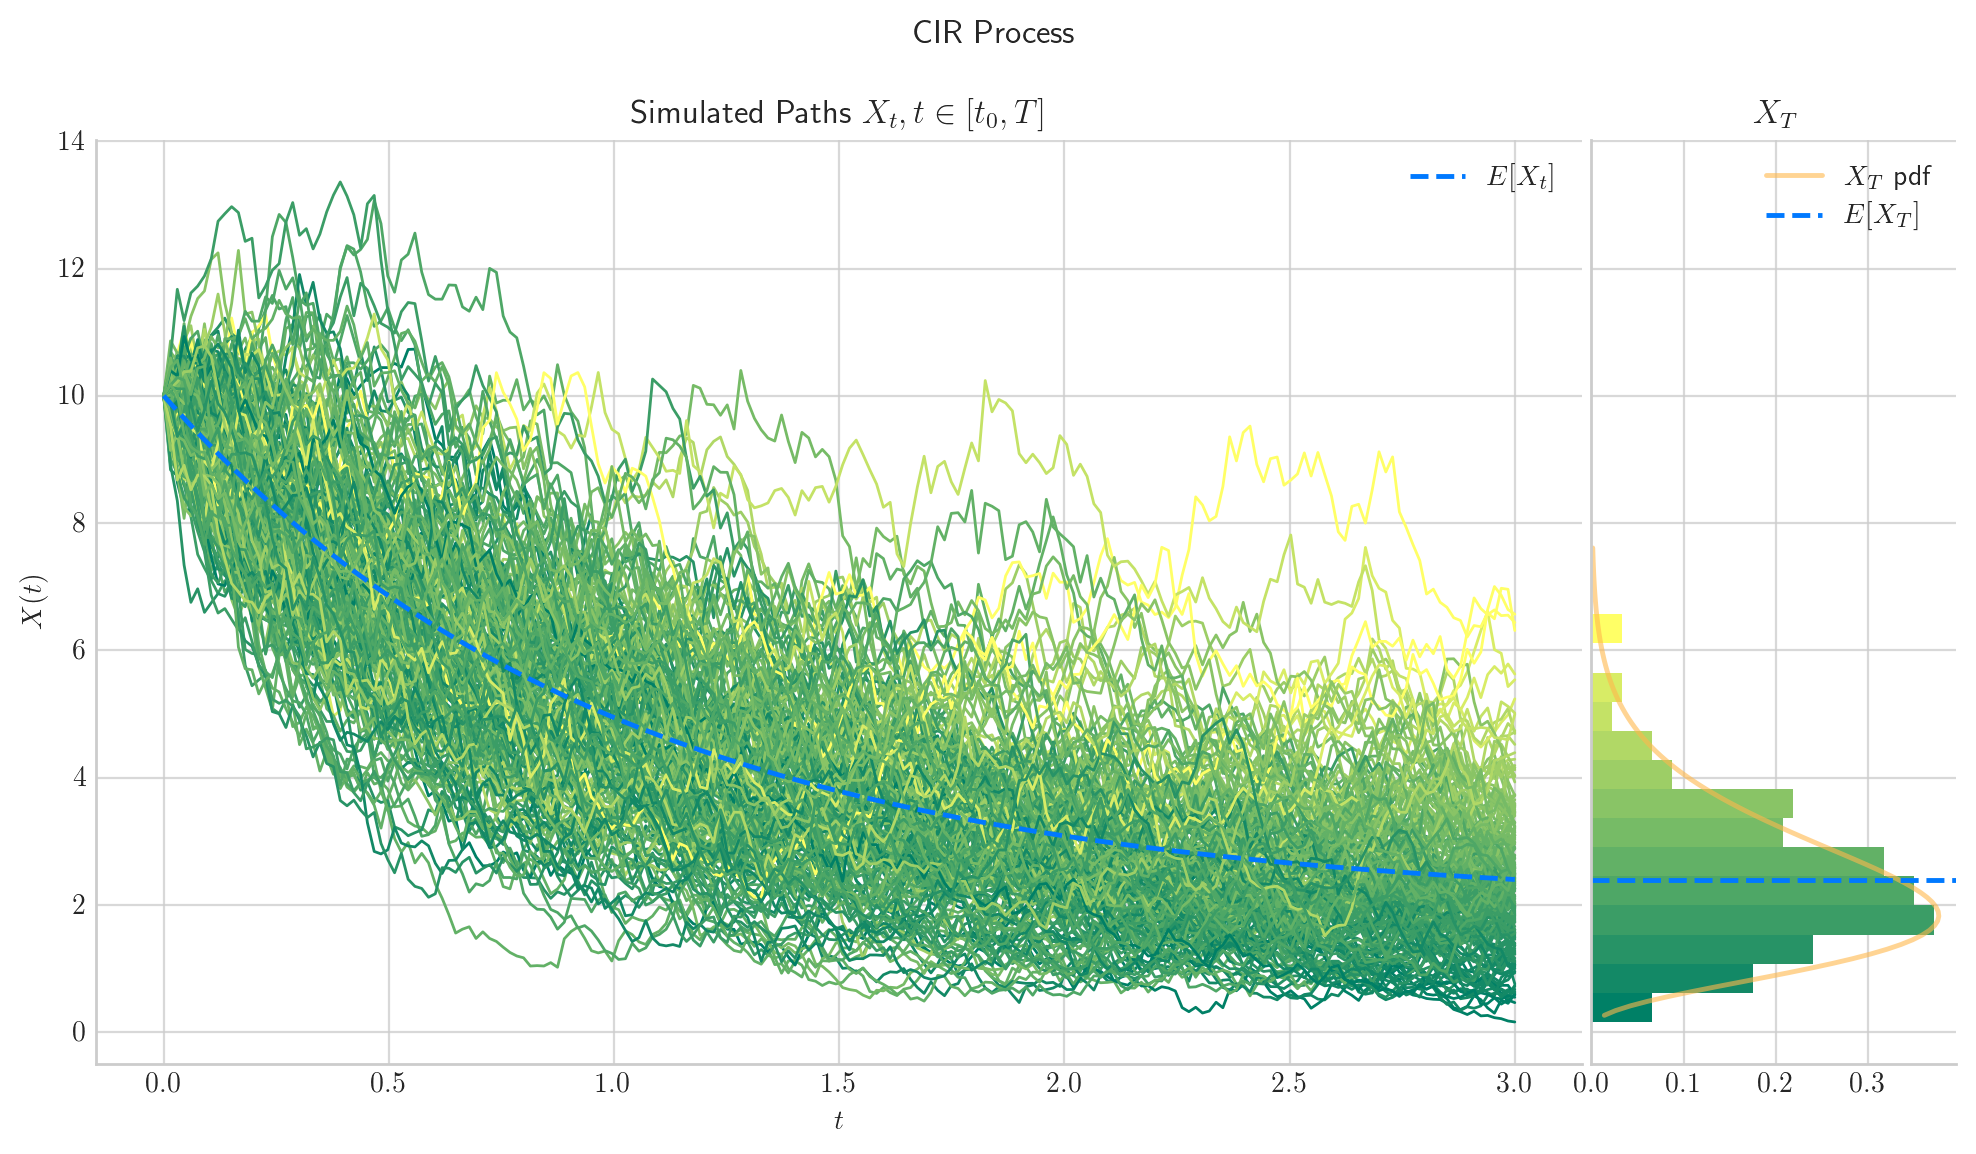 CIR Process
Simulated Paths $X_t, t \in [t_0, T]$
$X_T$
$E[X_t]$
$X_T$ pdf
$E[X_T]$
$X(t)$
14
12
10
8
6
4
2
0
0.0 0.5 1.0 1.5 2.0 2.5 3.0
$t$
0.0 0.1 0.2 0.3